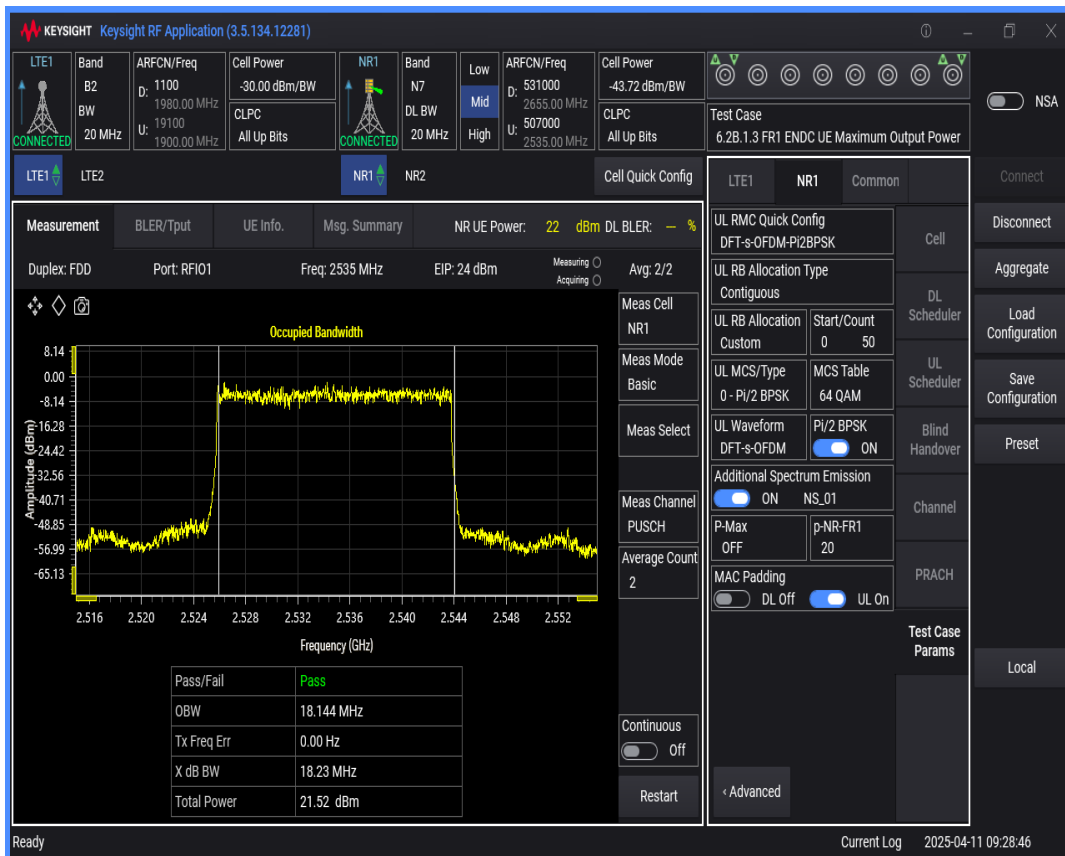 KEYSIGHT Keysight RF Application (3.5.134.12281)
LTE1
CONNECTED
Band
B2
BW
20 MHz
ARFCN/Freq
D: 1100
1980.00 MHz
U: 19100
1900.00 MHz
Cell Power
-30.00 dBm/BW
CLPC
All Up Bits
NR1
CONNECTED
Band
N7
DL BW
20 MHz
Low
Mid
High
ARFCN/Freq
D: 531000
2655.00 MHz
U: 507000
2535.00 MHz
Cell Power
-43.72 dBm/BW
CLPC
All Up Bits
Test Case
6.2B.1.3 FR1 ENDC UE Maximum Output Power
NSA
LTE1 LTE2 NR1 NR2 Cell Quick Config
Measurement BLER/Tput UE Info. Msg. Summary NR UE Power: 22 dBm DL BLER: — %
Duplex: FDD Port: RFIO1 Freq: 2535 MHz EIP: 24 dBm Measuring
Acquiring
Avg: 2/2
Occupied Bandwidth
Amplitude (dBm)
8.14
0.00
-8.14
-16.28
-24.42
-32.56
-40.71
-48.85
-56.99
-65.13
2.516 2.520 2.524 2.528 2.532 2.536 2.540 2.544 2.548 2.552
Frequency (GHz)
Pass/Fail Pass
OBW 18.144 MHz
Tx Freq Err 0.00 Hz
X dB BW 18.23 MHz
Total Power 21.52 dBm
Meas Cell
NR1
Meas Mode
Basic
Meas Select
Meas Channel
PUSCH
Average Count
2
Continuous
Off
Restart
LTE1 NR1 Common
UL RMC Quick Config
DFT-s-OFDM-Pi2BPSK
UL RB Allocation Type
Contiguous
UL RB Allocation
Custom
Start/Count
0 50
UL MCS/Type
0 - Pi/2 BPSK
MCS Table
64 QAM
UL Waveform
DFT-s-OFDM
Pi/2 BPSK
ON
Additional Spectrum Emission
ON NS_01
P-Max
OFF
p-NR-FR1
20
MAC Padding
DL Off UL On
‹ Advanced
Cell
DL
Scheduler
UL
Scheduler
Blind
Handover
Channel
PRACH
Test Case
Params
Connect
Disconnect
Aggregate
Load
Configuration
Save
Configuration
Preset
Local
Ready Current Log 2025-04-11 09:28:46